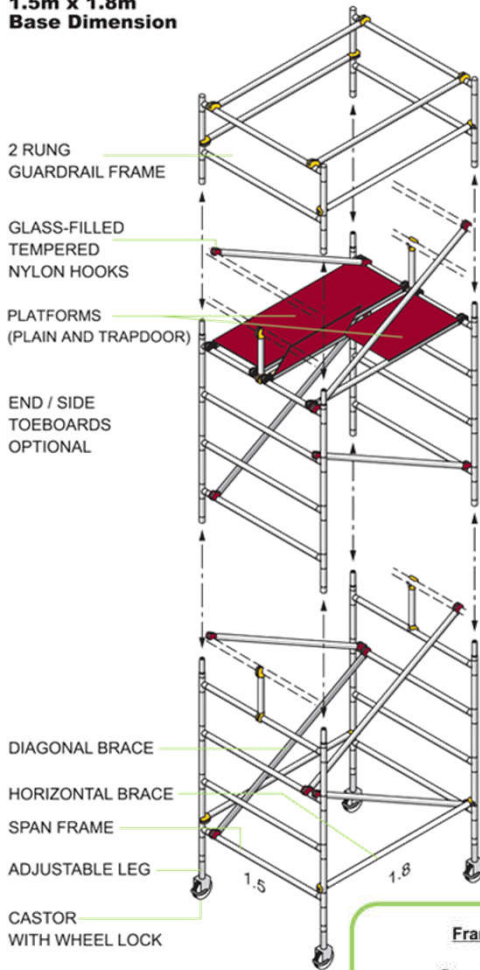 1.5m x 1.8m
Base Dimension
2 RUNG
GUARDRAIL FRAME
GLASS-FILLED
TEMPERED
NYLON HOOKS
PLATFORMS
(PLAIN AND TRAPDOOR)
END / SIDE
TOEBOARDS
OPTIONAL
DIAGONAL BRACE
HORIZONTAL BRACE
SPAN FRAME
ADJUSTABLE LEG
1.5
1.8
CASTOR
WITH WHEEL LOCK